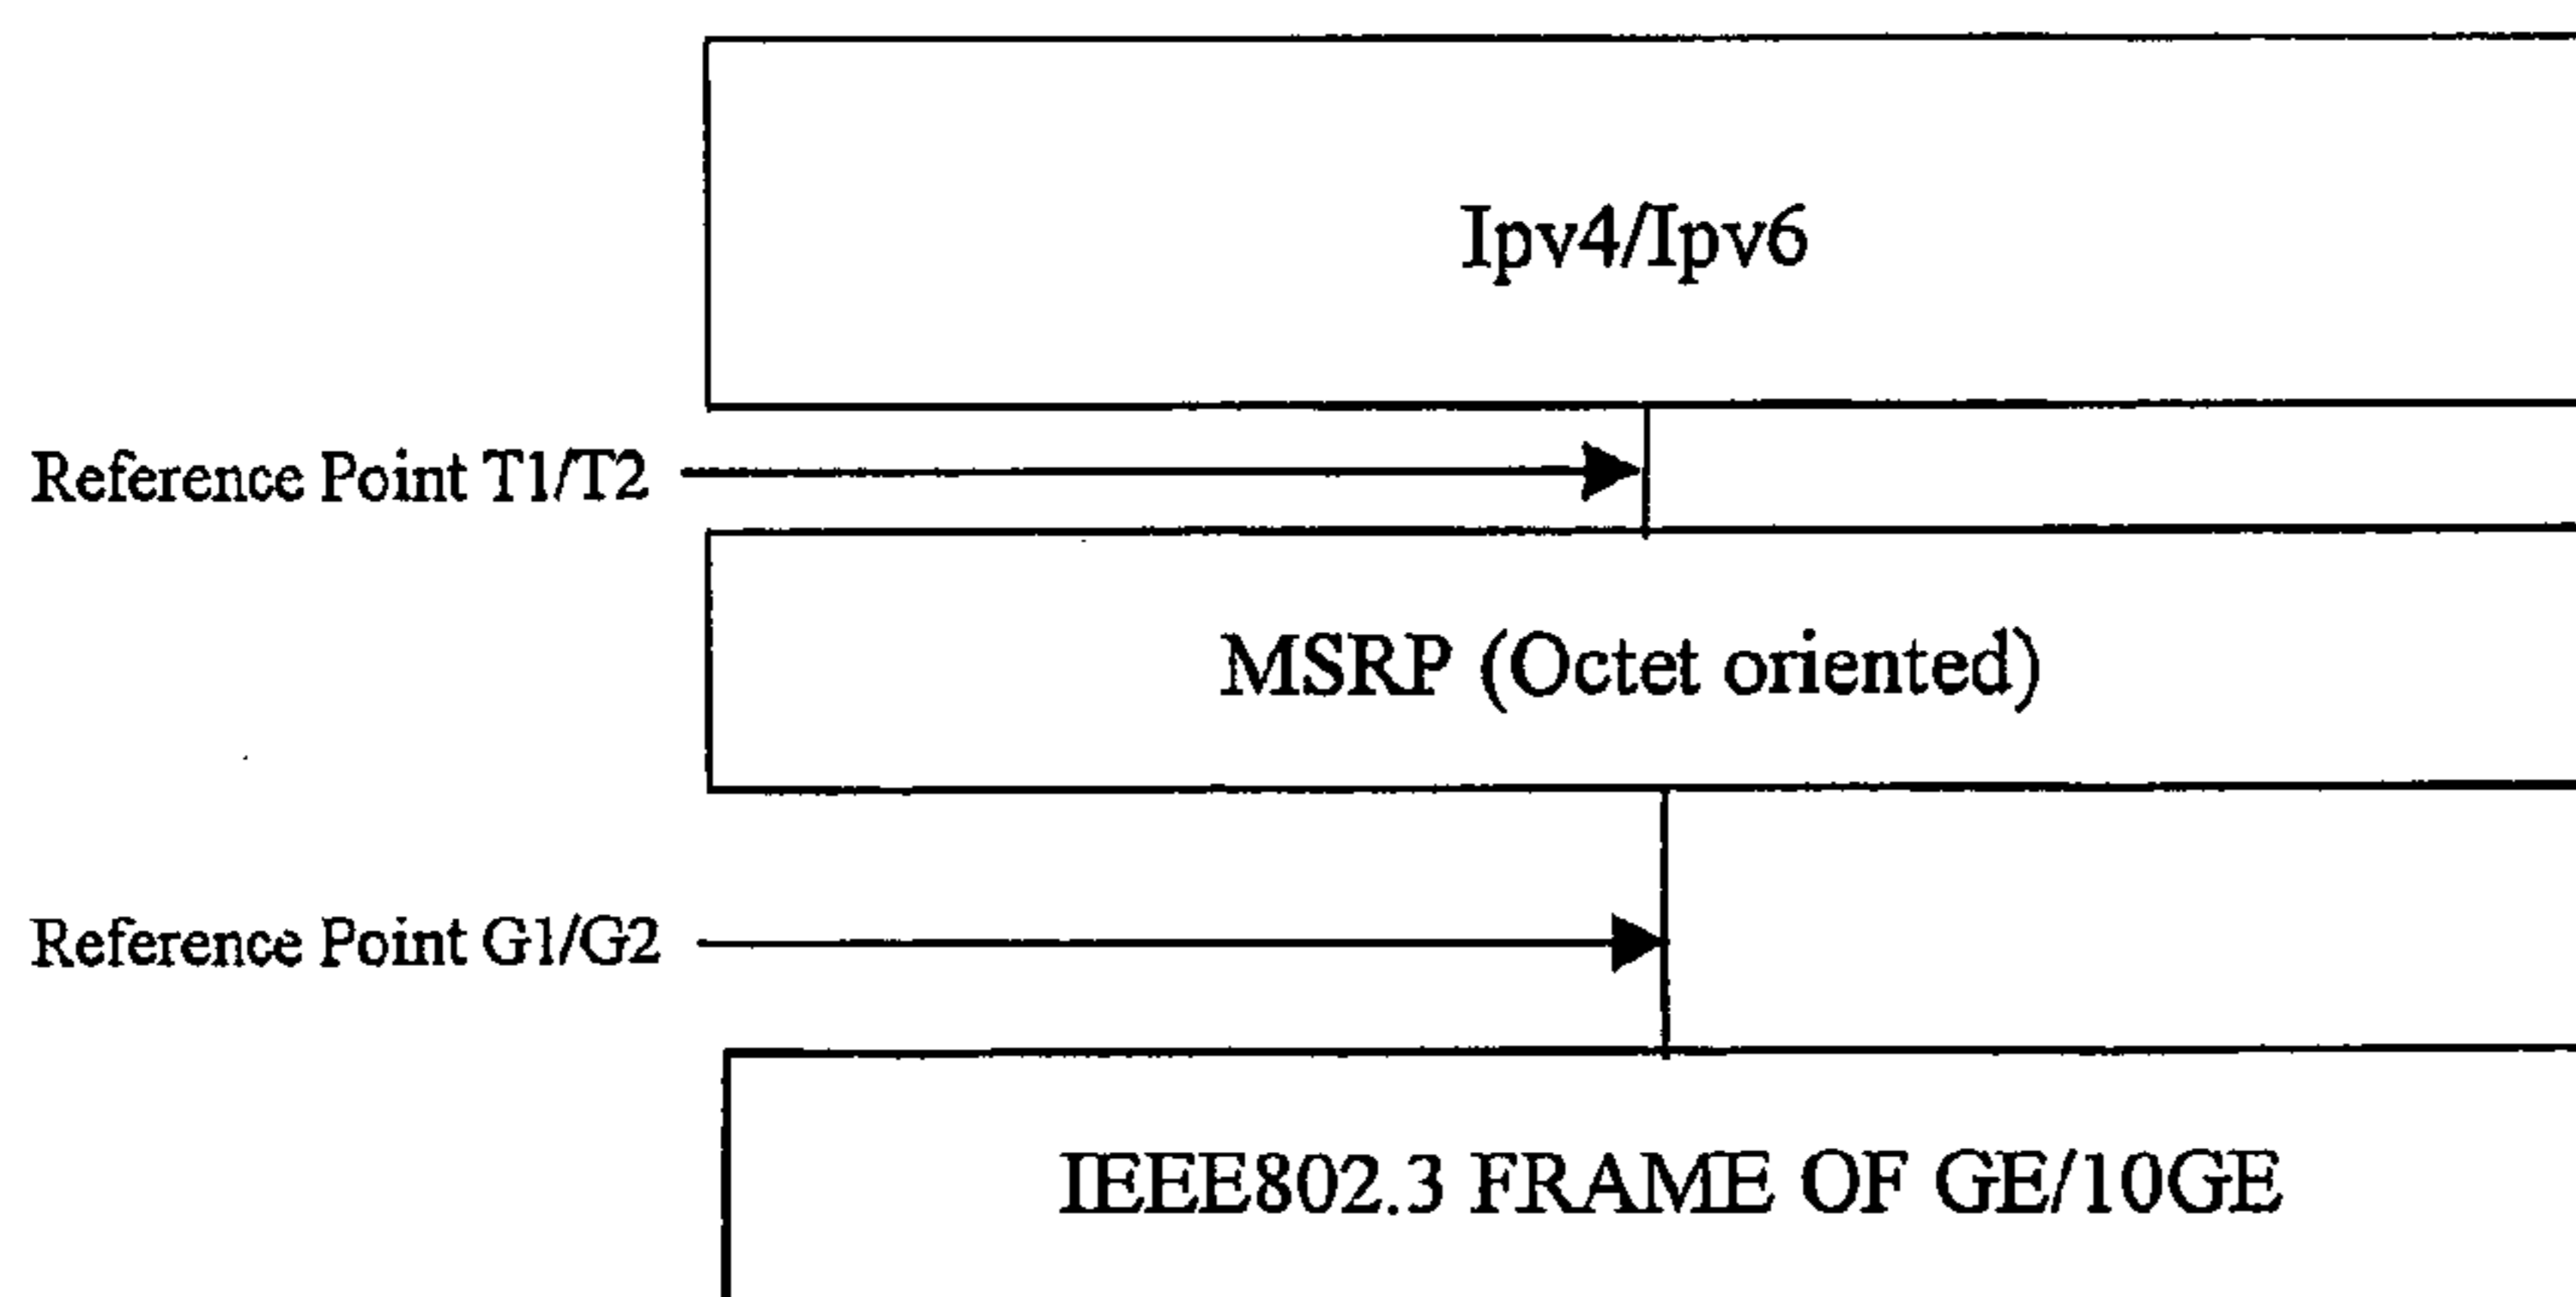 Ipv4/Ipv6
Reference Point T1/T2
MSRP (Octet oriented)
Reference Point G1/G2
IEEE802.3 FRAME OF GE/10GE